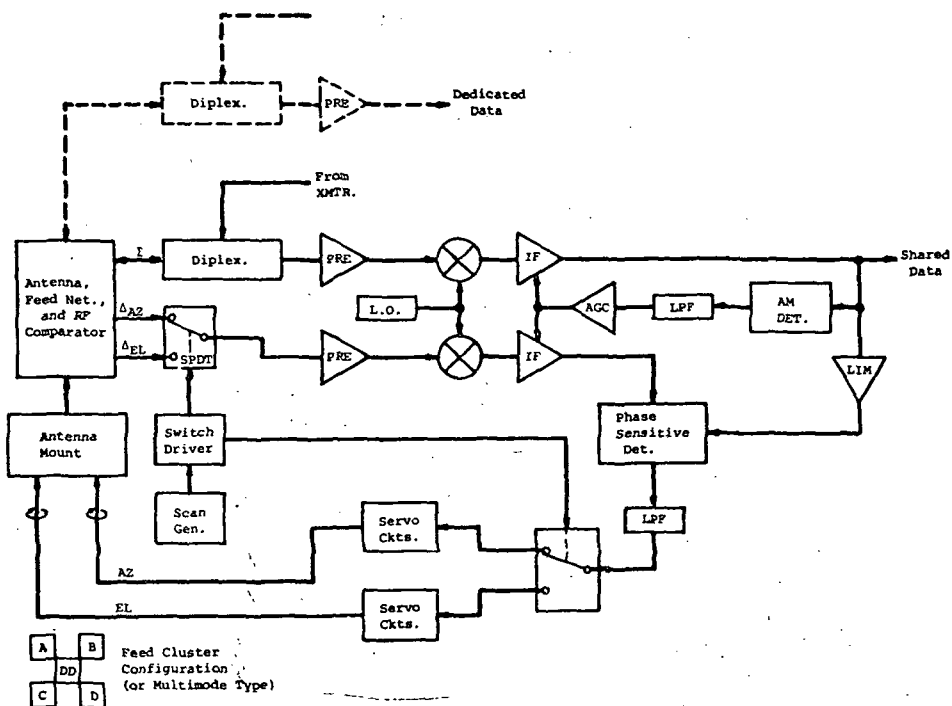 Diplex.
PRE
Dedicated
Data
From
XMTR.
Σ
Diplex.
PRE
IF
Shared
Data
Antenna,
Feed Net.,
and RF
Comparator
ΔAZ
ΔEL
SPDT
L.O.
AGC
LPF
AM
DET.
PRE
IF
LIM
Antenna
Mount
Switch
Driver
Phase
Sensitive
Det.
Scan
Gen.
Servo
Ckts.
LPF
AZ
EL
Servo
Ckts.
A
B
DD
C
D
Feed Cluster
Configuration
(or Multimode Type)